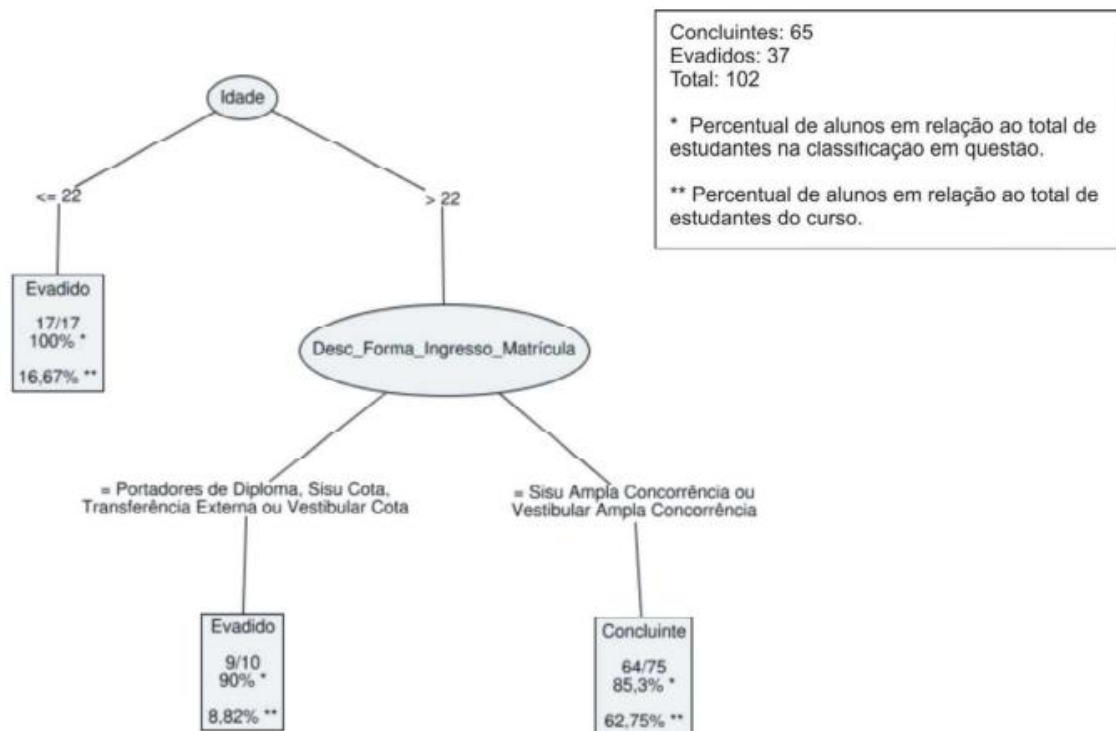 Concluintes: 65
Evadidos: 37
Total: 102
* Percentual de alunos em relação ao total de
estudantes na classificação em questão.
** Percentual de alunos em relação ao total de
estudantes do curso.
Idade
<= 22
> 22
Evadido
17/17
100% *
16,67% **
Desc_Forma_Ingresso_Matrícula
= Portadores de Diploma, Sisu Cota,
Transferência Externa ou Vestibular Cota
= Sisu Ampla Concorrência ou
Vestibular Ampla Concorrência
Evadido
9/10
90% *
8,82% **
Concluinte
64/75
85,3% *
62,75% **